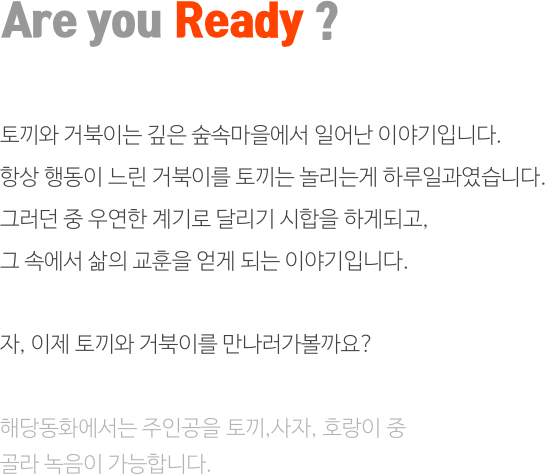 Are you Ready ?
토끼와 거북이는 깊은 숲속마을에서 일어난 이야기입니다.
항상 행동이 느린 거북이를 토끼는 놀리는게 하루일과였습니다.
그러던 중 우연한 계기로 달리기 시합을 하게되고,
그 속에서 삶의 교훈을 얻게 되는 이야기입니다.
자, 이제 토끼와 거북이를 만나러가볼까요?
해당동화에서는 주인공을 토끼,사자, 호랑이 중
골라 녹음이 가능합니다.